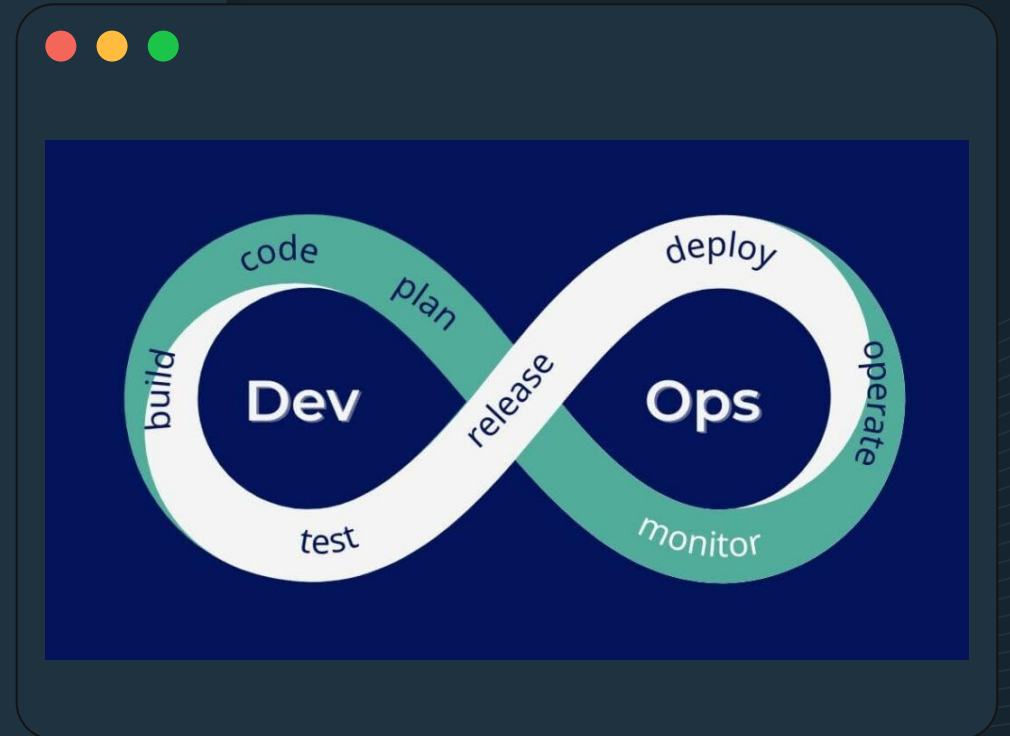 code
plan
build
Dev
release
test
deploy
Ops
operate
monitor